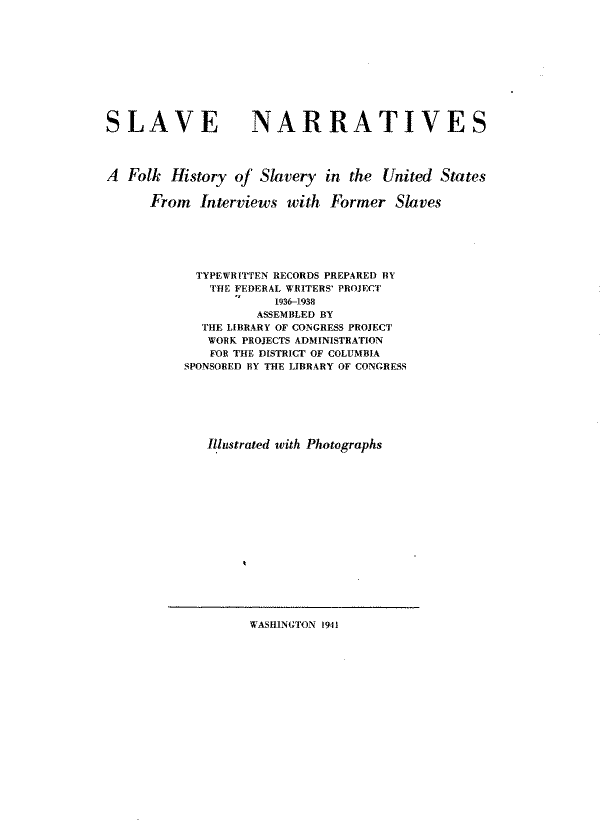 SLAVE NARRATIVES
A Folk History of Slavery in the United States
From Interviews with Former Slaves
TYPEWRITTEN RECORDS PREPARED BY
THE FEDERAL WRITERS' PROJECT
1936-1938
ASSEMBLED BY
THE LIBRARY OF CONGRESS PROJECT
WORK PROJECTS ADMINISTRATION
FOR THE DISTRICT OF COLUMBIA
SPONSORED BY THE LIBRARY OF CONGRESS
Illustrated with Photographs
WASHINGTON 1941